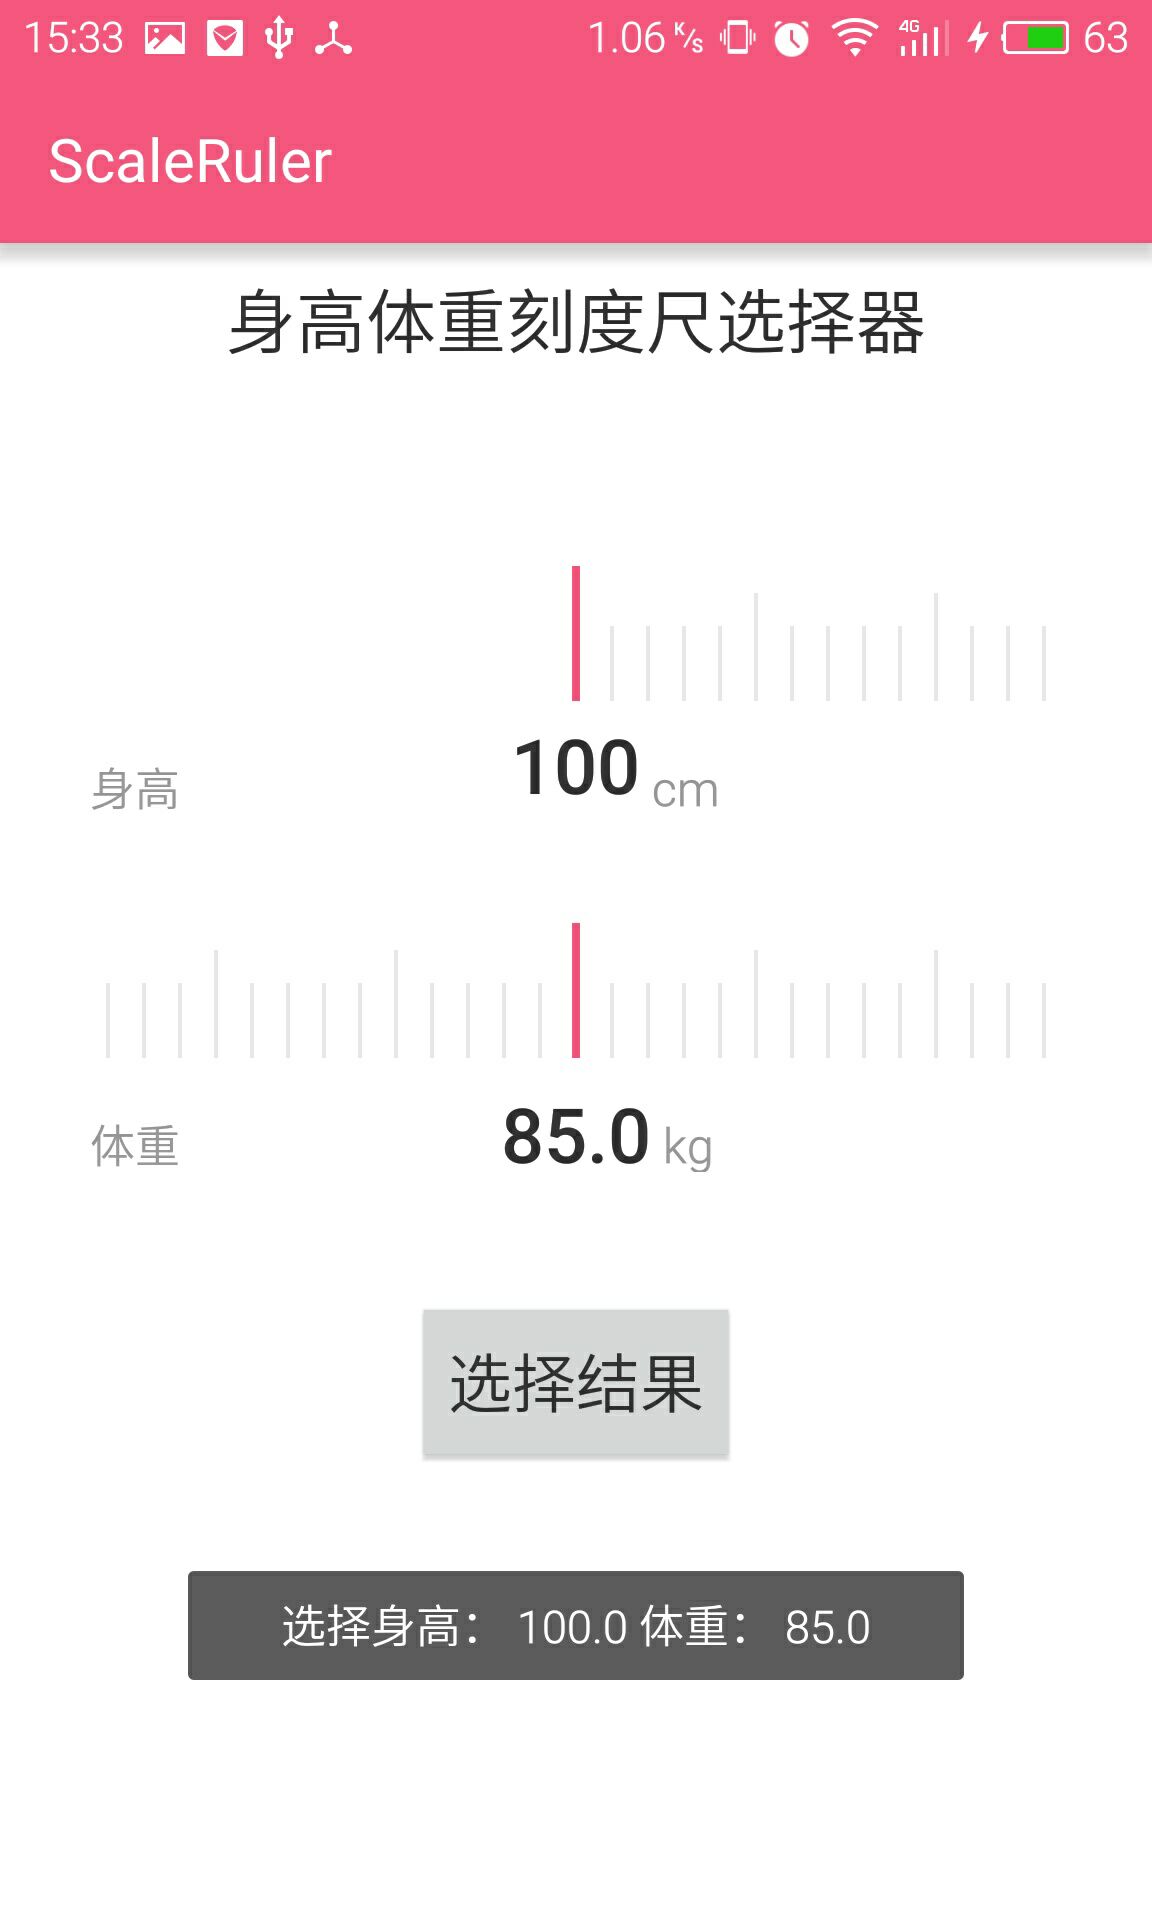 15:33 1.06 K/s 4G 63
ScaleRuler
身高体重刻度尺选择器
身高 100 cm
体重 85.0 kg
选择结果
选择身高： 100.0 体重： 85.0